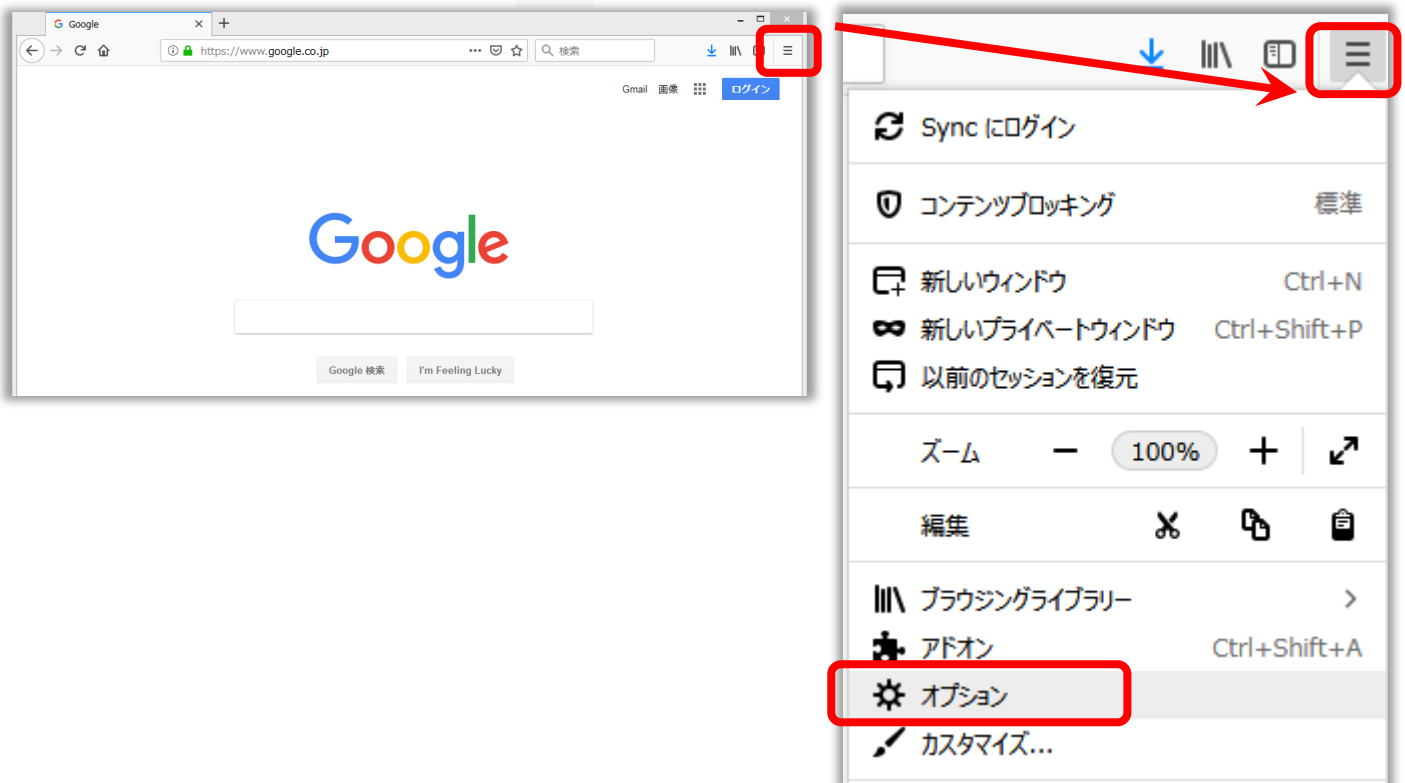 Google
https://www.google.co.jp
検索
Gmail 画像 ログイン
Google
Google 検索 I'm Feeling Lucky
Sync にログイン
コンテンツブロッキング 標準
新しいウィンドウ Ctrl+N
新しいプライベートウィンドウ Ctrl+Shift+P
以前のセッションを復元
ズーム 100%
編集
ブラウジングライブラリー
アドオン Ctrl+Shift+A
オプション
カスタマイズ...